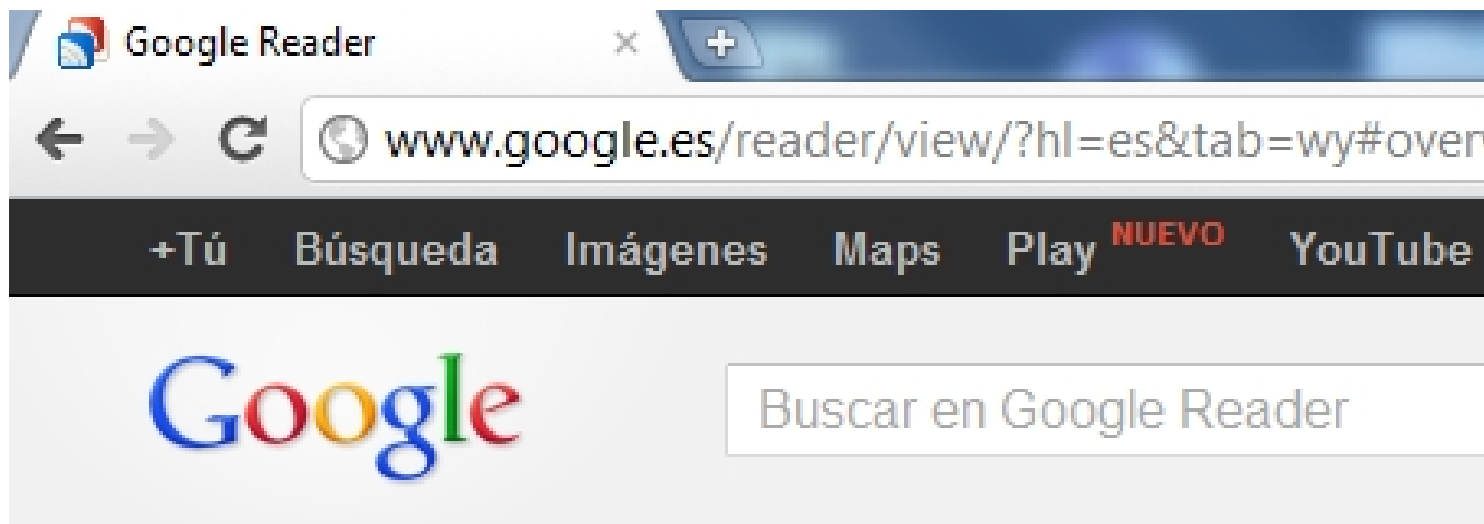 Google Reader
www.google.es/reader/view/?hl=es&tab=wy#over
+Tú Búsqueda Imágenes Maps Play NUEVO YouTube
Google Buscar en Google Reader